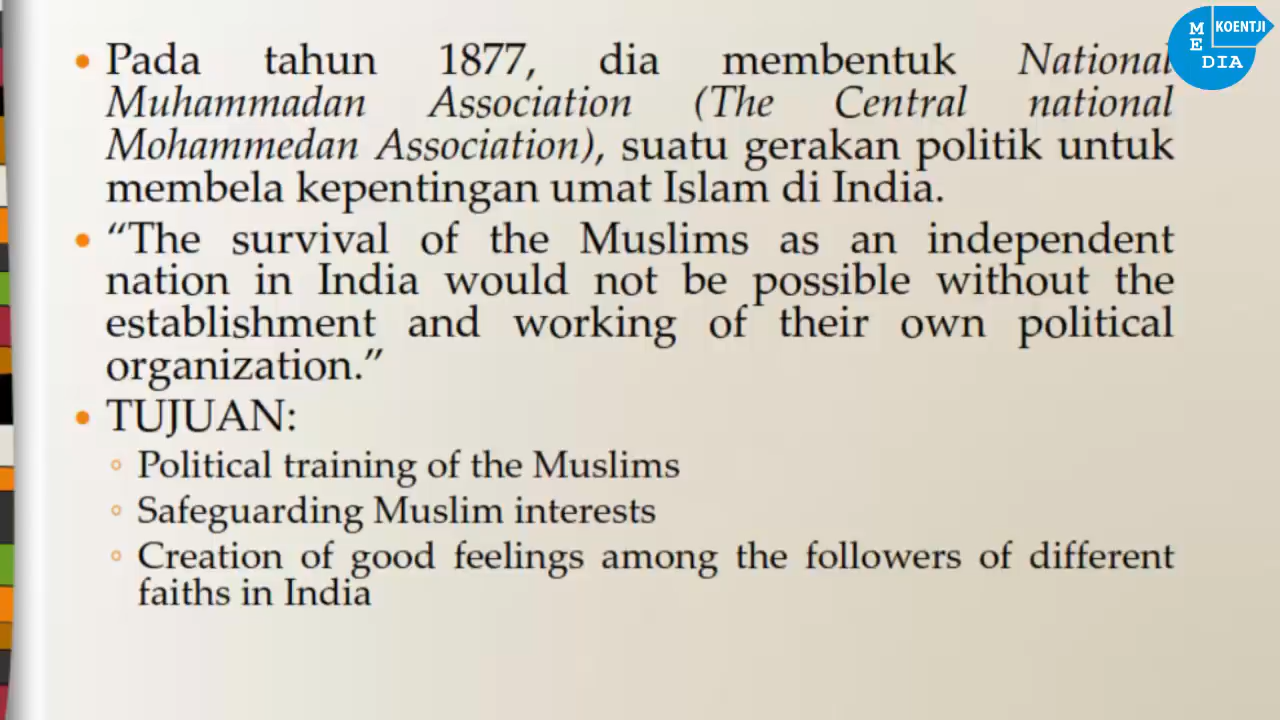 • Pada tahun 1877, dia membentuk National
Muhammadan Association (The Central national
Mohammedan Association), suatu gerakan politik untuk
membela kepentingan umat Islam di India.
• “The survival of the Muslims as an independent
nation in India would not be possible without the
establishment and working of their own political
organization.”
• TUJUAN:
◦ Political training of the Muslims
◦ Safeguarding Muslim interests
◦ Creation of good feelings among the followers of different
faiths in India
KOENTJI
MEDIA